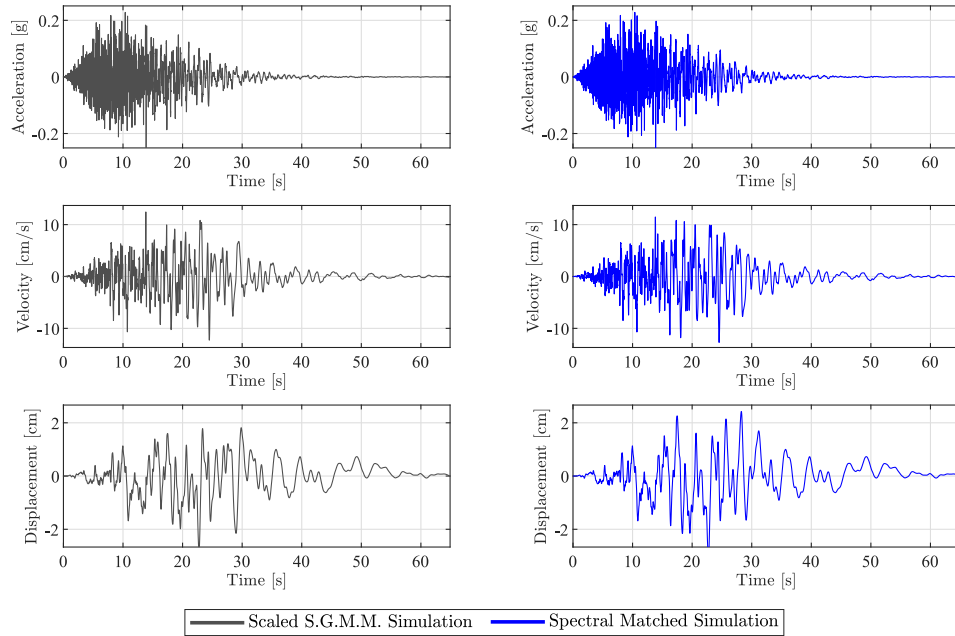 Acceleration [g]
0.2
0
-0.2
0 10 20 30 40 50 60
Time [s]
Acceleration [g]
0.2
0
-0.2
0 10 20 30 40 50 60
Time [s]
Velocity [cm/s]
10
0
-10
0 10 20 30 40 50 60
Time [s]
Velocity [cm/s]
10
0
-10
0 10 20 30 40 50 60
Time [s]
Displacement [cm]
2
0
-2
0 10 20 30 40 50 60
Time [s]
Displacement [cm]
2
0
-2
0 10 20 30 40 50 60
Time [s]
Scaled S.G.M.M. Simulation Spectral Matched Simulation